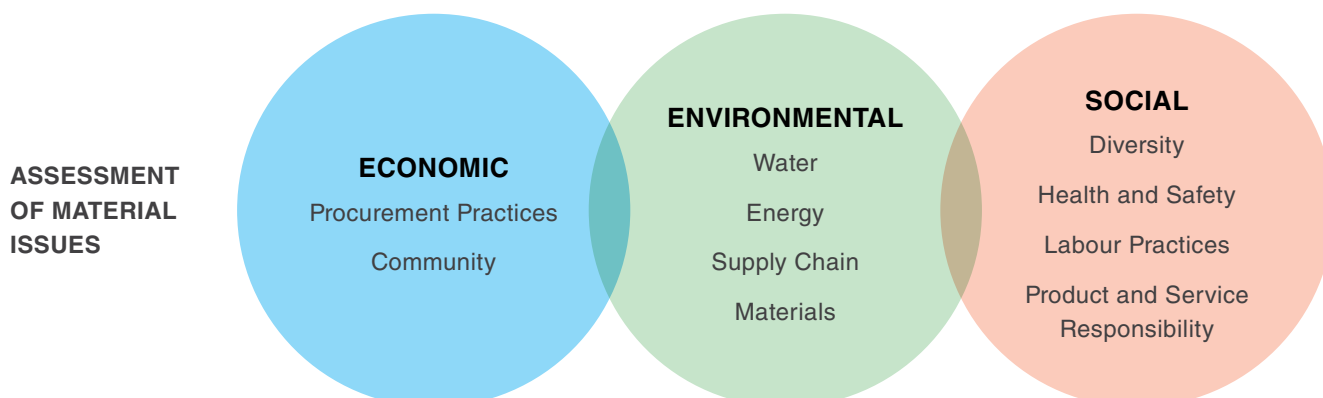 ASSESSMENT
OF MATERIAL
ISSUES
ECONOMIC
Procurement Practices
Community
ENVIRONMENTAL
Water
Energy
Supply Chain
Materials
SOCIAL
Diversity
Health and Safety
Labour Practices
Product and Service
Responsibility